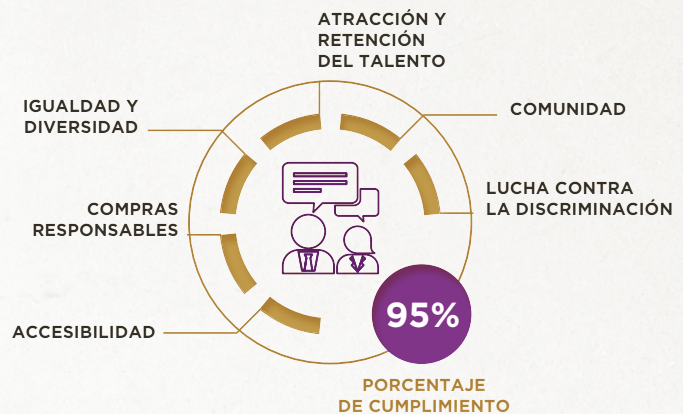 ATRACCIÓN Y
RETENCIÓN
DEL TALENTO
IGUALDAD Y
DIVERSIDAD
COMUNIDAD
COMPRAS
RESPONSABLES
LUCHA CONTRA
LA DISCRIMINACIÓN
ACCESIBILIDAD
95%
PORCENTAJE
DE CUMPLIMIENTO